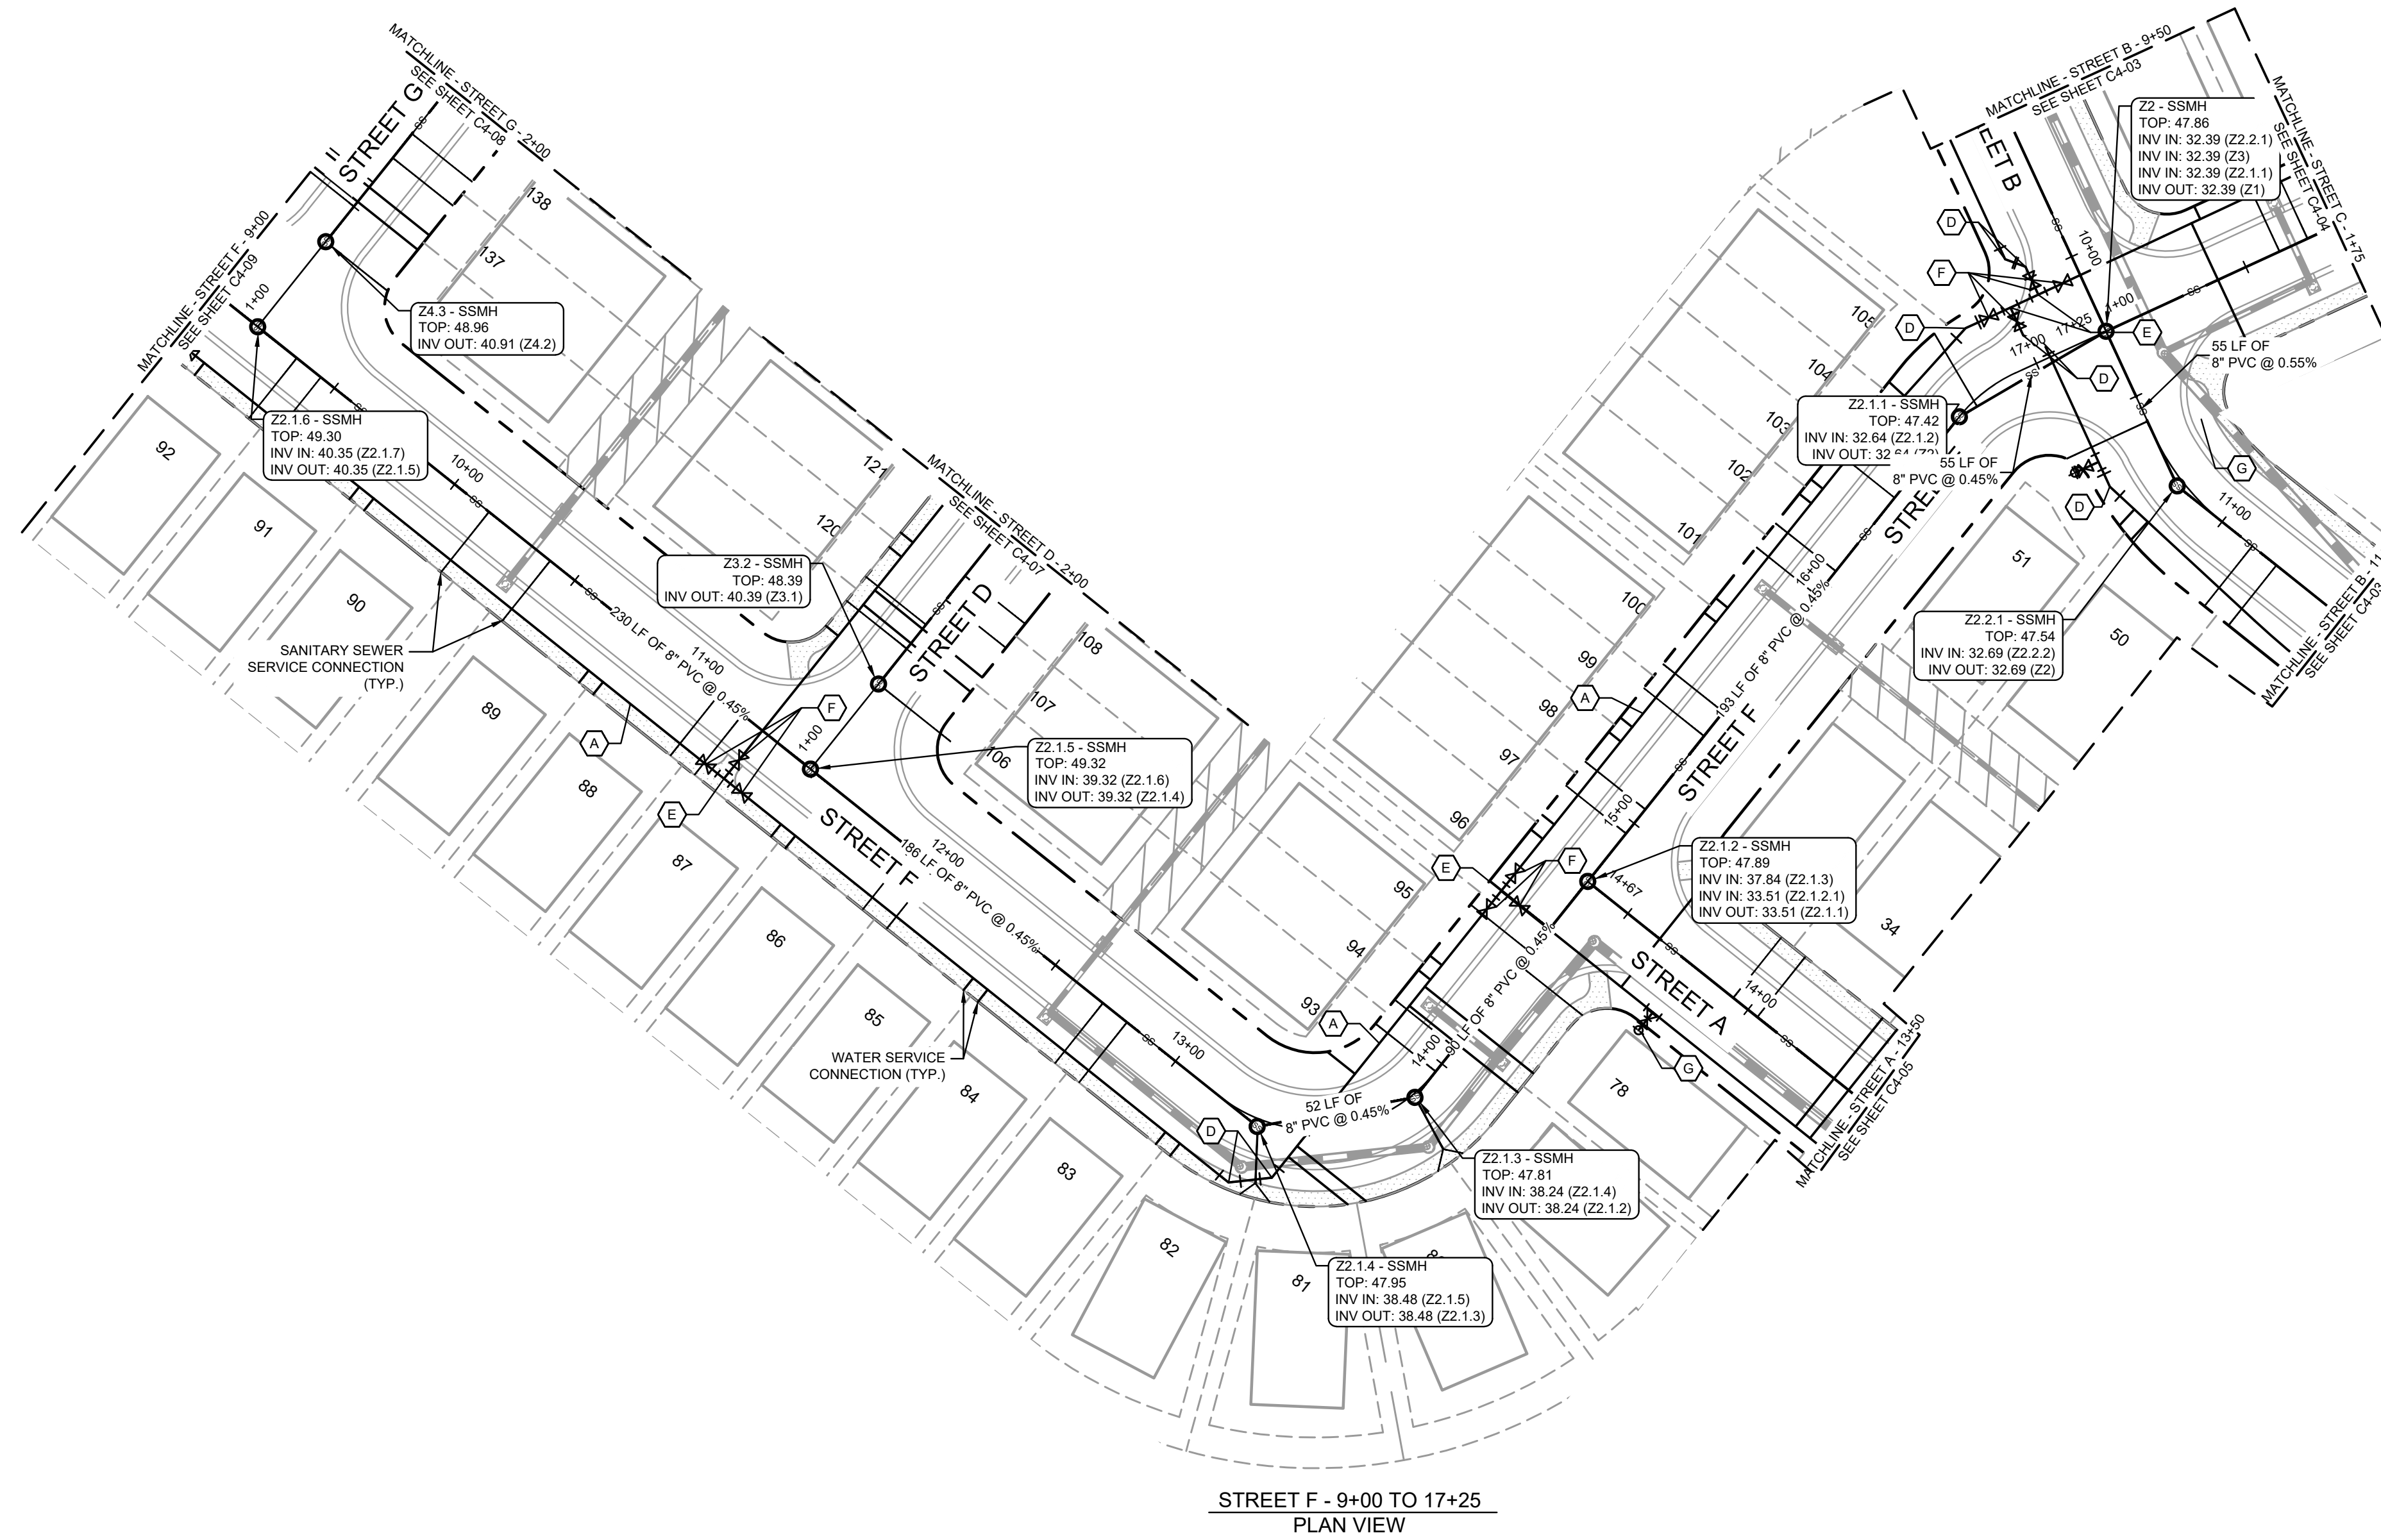 MATCHLINE - STREET G - 2+00
SEE SHEET C4-08
STREET G
SS
MATCHLINE - STREET F - 9+00
SEE SHEET C4-09
1+00
138
137
Z4.3 - SSMH
TOP: 48.96
INV OUT: 40.91 (Z4.2)
Z2.1.6 - SSMH
TOP: 49.30
INV IN: 40.35 (Z2.1.7)
INV OUT: 40.35 (Z2.1.5)
SS
10+00
SS
92
91
90
89
88
87
86
85
84
83
82
81
121
120
MATCHLINE - STREET D - 2+00
SEE SHEET C4-07
Z3.2 - SSMH
TOP: 48.39
INV OUT: 40.39 (Z3.1)
SS
STREET D
SANITARY SEWER
SERVICE CONNECTION
(TYP.)
SS
230 LF OF 8" PVC @ 0.45%
11+00
A
F
E
1+00
108
107
106
Z2.1.5 - SSMH
TOP: 49.32
INV IN: 39.32 (Z2.1.6)
INV OUT: 39.32 (Z2.1.4)
STREET F
12+00
186 LF OF 8" PVC @ 0.45%
95
94
93
WATER SERVICE
CONNECTION (TYP.)
SS
13+00
D
52 LF OF
8" PVC @ 0.45%
A
14+00
90 LF OF 8" PVC @ 0.45%
Z2.1.3 - SSMH
TOP: 47.81
INV IN: 38.24 (Z2.1.4)
INV OUT: 38.24 (Z2.1.2)
Z2.1.4 - SSMH
TOP: 47.95
INV IN: 38.48 (Z2.1.5)
INV OUT: 38.48 (Z2.1.3)
78
G
E
F
14+67
Z2.1.2 - SSMH
TOP: 47.89
INV IN: 37.84 (Z2.1.3)
INV IN: 33.51 (Z2.1.2.1)
INV OUT: 33.51 (Z2.1.1)
SS
STREET A
14+00
SS
34
MATCHLINE - STREET A - 13+50
SEE SHEET C4-05
15+00
SS
STREET F
193 LF OF 8" PVC @ 0.45%
A
96
97
98
99
100
101
102
103
104
105
16+00
SS
Z2.1.1 - SSMH
TOP: 47.42
INV IN: 32.64 (Z2.1.2)
55 LF OF
8" PVC @ 0.45%
SS
17+00
17+25
D
F
D
D
E
MATCHLINE - STREET B - 9+50
SEE SHEET C4-03
SS
10+00
1+00
SS
Z2 - SSMH
TOP: 47.86
INV IN: 32.39 (Z2.2.1)
INV IN: 32.39 (Z3)
INV IN: 32.39 (Z2.1.1)
INV OUT: 32.39 (Z1)
MATCHLINE - STREET C - 1+75
SEE SHEET C4-04
55 LF OF
8" PVC @ 0.55%
SS
G
D
11+00
SS
51
50
Z2.2.1 - SSMH
TOP: 47.54
INV IN: 32.69 (Z2.2.2)
INV OUT: 32.69 (Z2)
MATCHLINE - STREET B - 11
SEE SHEET C4-03
STREET F - 9+00 TO 17+25
PLAN VIEW